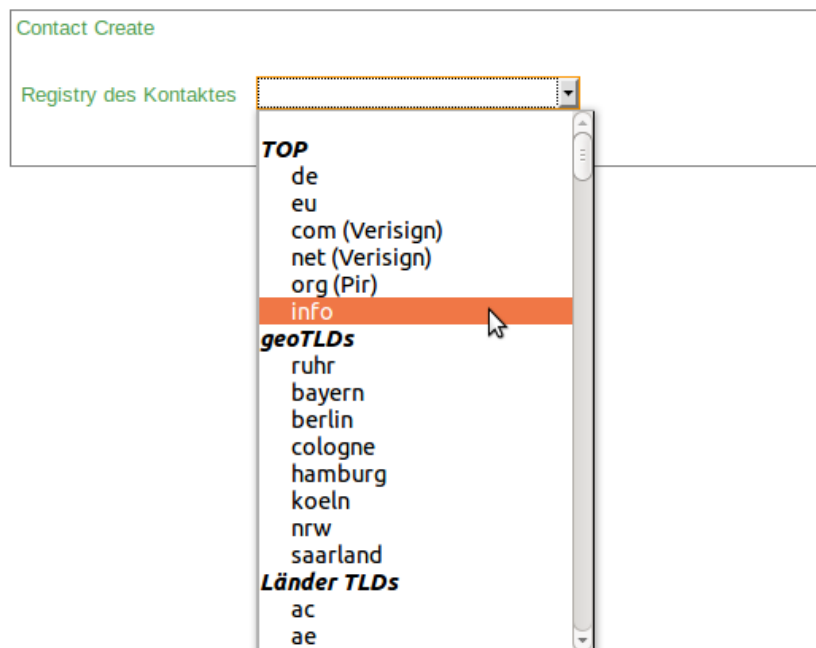 Contact Create
Registry des Kontaktes
TOP
de
eu
com (Verisign)
net (Verisign)
org (Pir)
info
geoTLDs
ruhr
bayern
berlin
cologne
hamburg
koeln
nrw
saarland
Länder TLDs
ac
ae